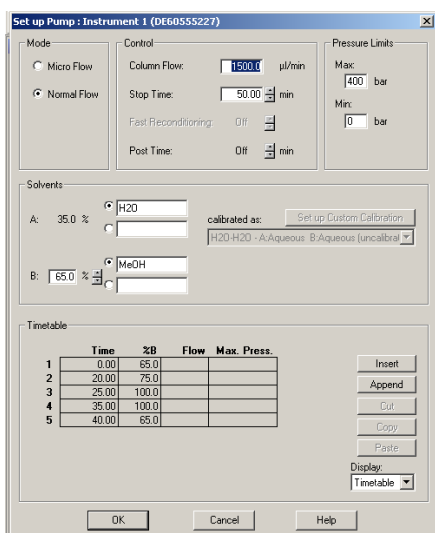 Set up Pump : Instrument 1 (DE60555227)
Mode
Micro Flow
Normal Flow
Control
Column Flow: 1500.0 µl/min
Stop Time: 50.00 min
Fast Reconditioning: Off
Post Time: Off min
Pressure Limits
Max:
400 bar
Min:
0 bar
Solvents
A: 35.0 % H2O
calibrated as: Set up Custom Calibration
H2O-H2O - A:Aqueous B:Aqueous (uncalibrat
B: 65.0 % MeOH
Timetable
Time %B Flow Max. Press.
1 0.00 65.0
2 20.00 75.0
3 25.00 100.0
4 35.00 100.0
5 40.00 65.0
Insert
Append
Cut
Copy
Paste
Display:
Timetable
OK Cancel Help